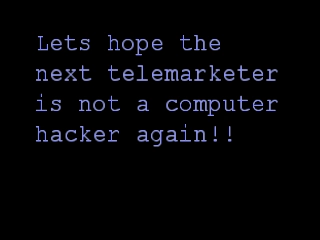 Lets hope the
next telemarketer
is not a computer
hacker again!!